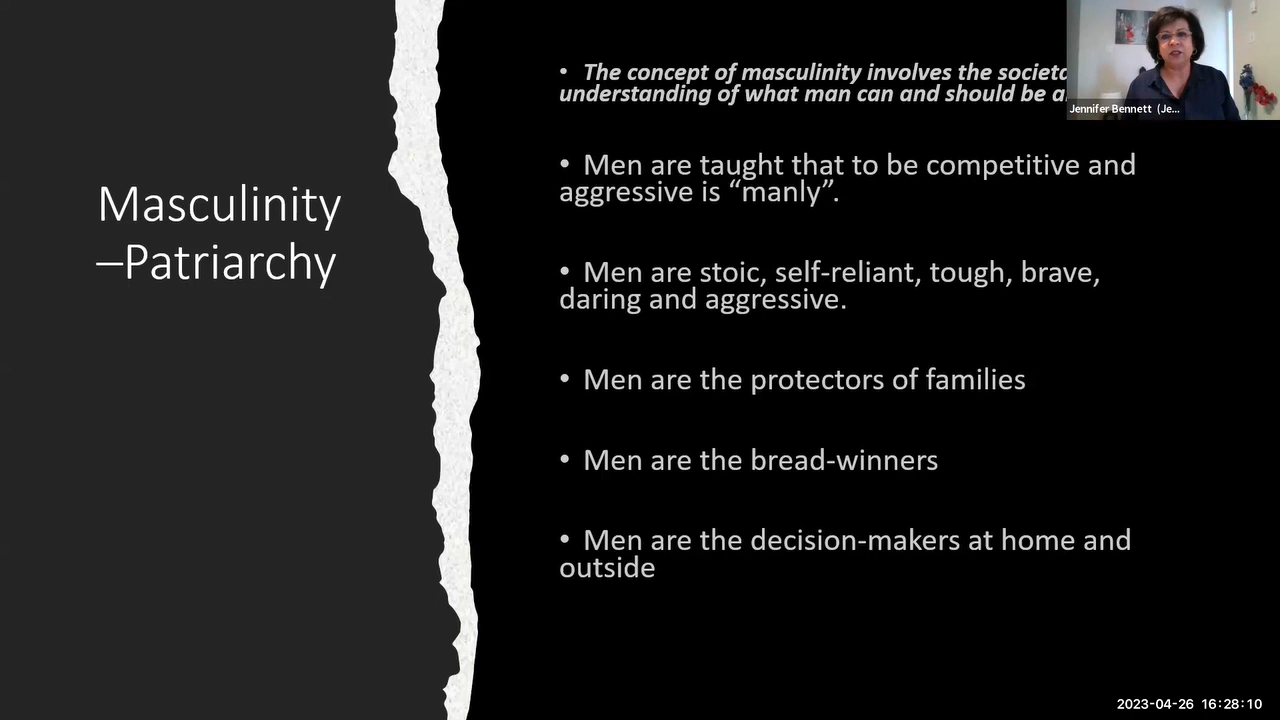 Masculinity
–Patriarchy
• The concept of masculinity involves the
understanding of what man can and should be
Jennifer Bennett (Je...
• Men are taught that to be competitive and
aggressive is “manly”.
• Men are stoic, self-reliant, tough, brave,
daring and aggressive.
• Men are the protectors of families
• Men are the bread-winners
• Men are the decision-makers at home and
outside
2023-04-26 16:28:10